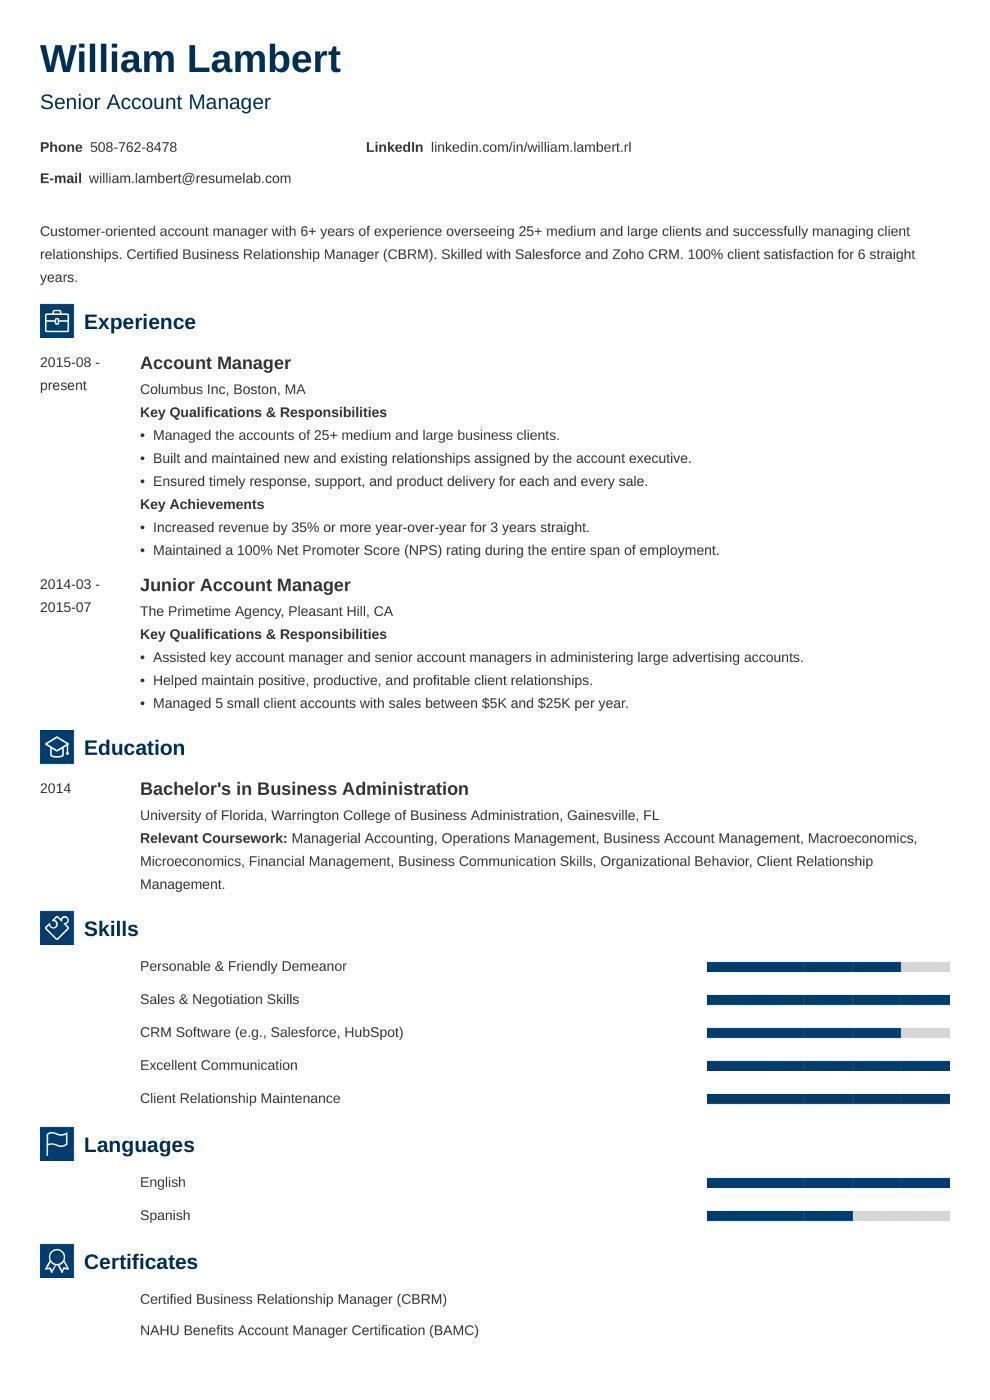 William Lambert
Senior Account Manager
Phone 508-762-8478 LinkedIn linkedin.com/in/william.lambert.rl
E-mail william.lambert@resumelab.com
Customer-oriented account manager with 6+ years of experience overseeing 25+ medium and large clients and successfully managing client
relationships. Certified Business Relationship Manager (CBRM). Skilled with Salesforce and Zoho CRM. 100% client satisfaction for 6 straight
years.
Experience
2015-08 -
present
Account Manager
Columbus Inc, Boston, MA
Key Qualifications & Responsibilities
• Managed the accounts of 25+ medium and large business clients.
• Built and maintained new and existing relationships assigned by the account executive.
• Ensured timely response, support, and product delivery for each and every sale.
Key Achievements
• Increased revenue by 35% or more year-over-year for 3 years straight.
• Maintained a 100% Net Promoter Score (NPS) rating during the entire span of employment.
2014-03 -
2015-07
Junior Account Manager
The Primetime Agency, Pleasant Hill, CA
Key Qualifications & Responsibilities
• Assisted key account manager and senior account managers in administering large advertising accounts.
• Helped maintain positive, productive, and profitable client relationships.
• Managed 5 small client accounts with sales between $5K and $25K per year.
Education
2014
Bachelor's in Business Administration
University of Florida, Warrington College of Business Administration, Gainesville, FL
Relevant Coursework: Managerial Accounting, Operations Management, Business Account Management, Macroeconomics,
Microeconomics, Financial Management, Business Communication Skills, Organizational Behavior, Client Relationship
Management.
Skills
Personable & Friendly Demeanor
Sales & Negotiation Skills
CRM Software (e.g., Salesforce, HubSpot)
Excellent Communication
Client Relationship Maintenance
Languages
English
Spanish
Certificates
Certified Business Relationship Manager (CBRM)
NAHU Benefits Account Manager Certification (BAMC)